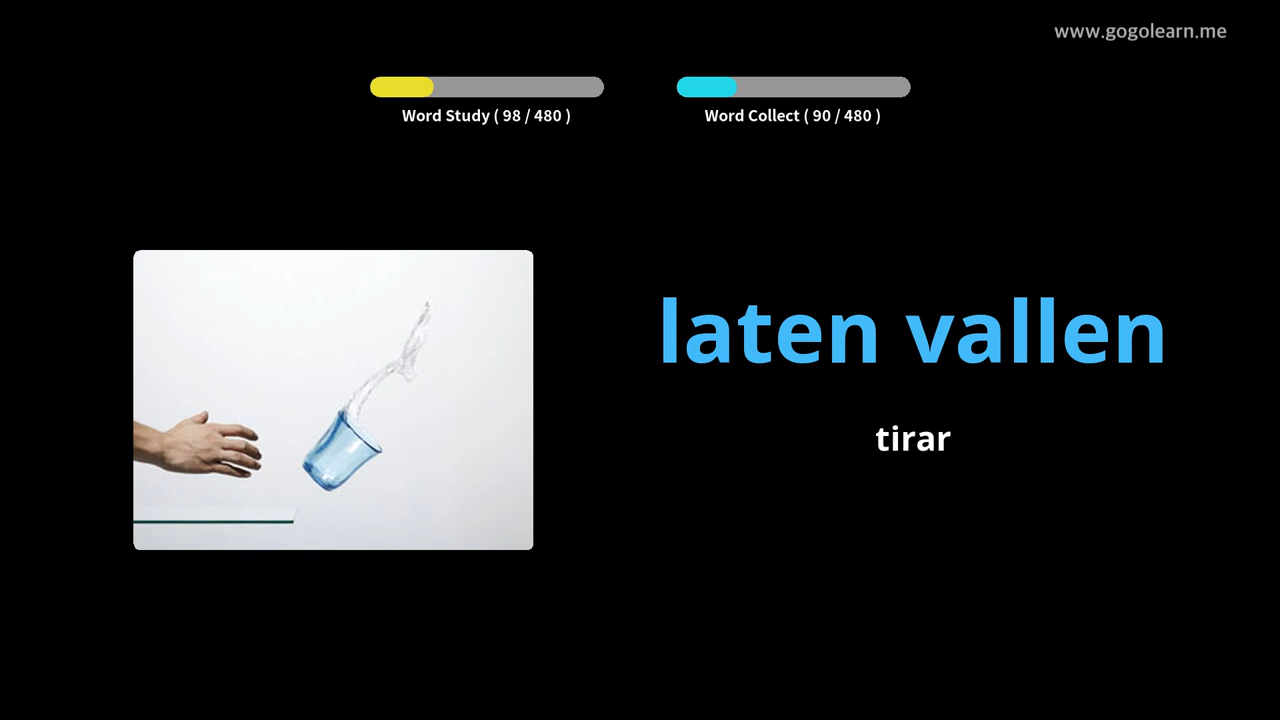 www.gogolearn.me
Word Study ( 98 / 480 )
Word Collect ( 90 / 480 )
laten vallen
tirar